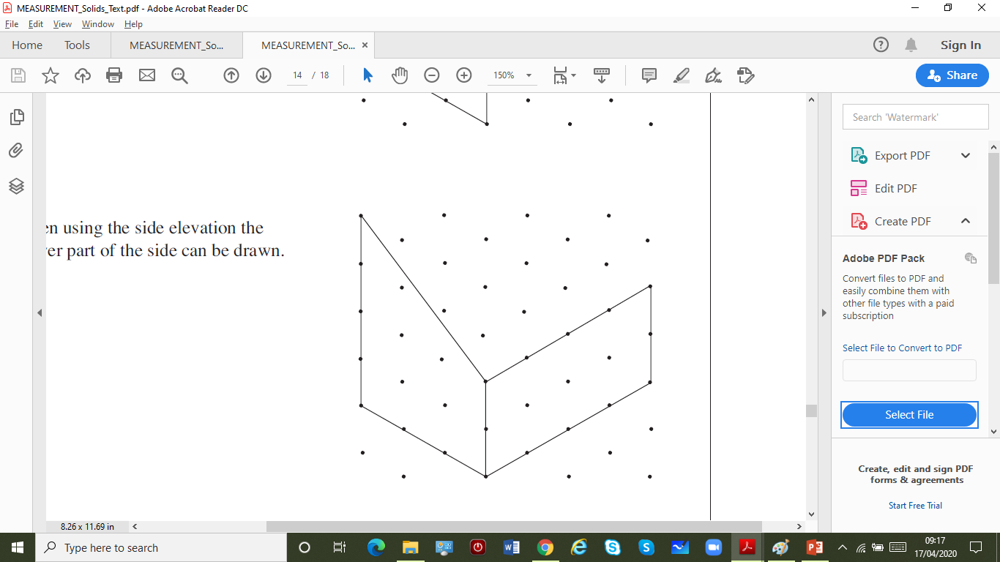 MEASUREMENT_Solids_Text.pdf - Adobe Acrobat Reader DC
File Edit View Window Help
Home Tools MEASUREMENT_So... MEASUREMENT_So... × Sign In
14 / 18 150% Share
Search 'Watermark'
Export PDF
Edit PDF
Create PDF
Adobe PDF Pack
Convert files to PDF and
easily combine them with
other file types with a paid
subscription
Select File to Convert to PDF
Select File
Create, edit and sign PDF
forms & agreements
Start Free Trial
en using the side elevation the
ver part of the side can be drawn.
8.26 x 11.69 in
Type here to search
09:17
17/04/2020